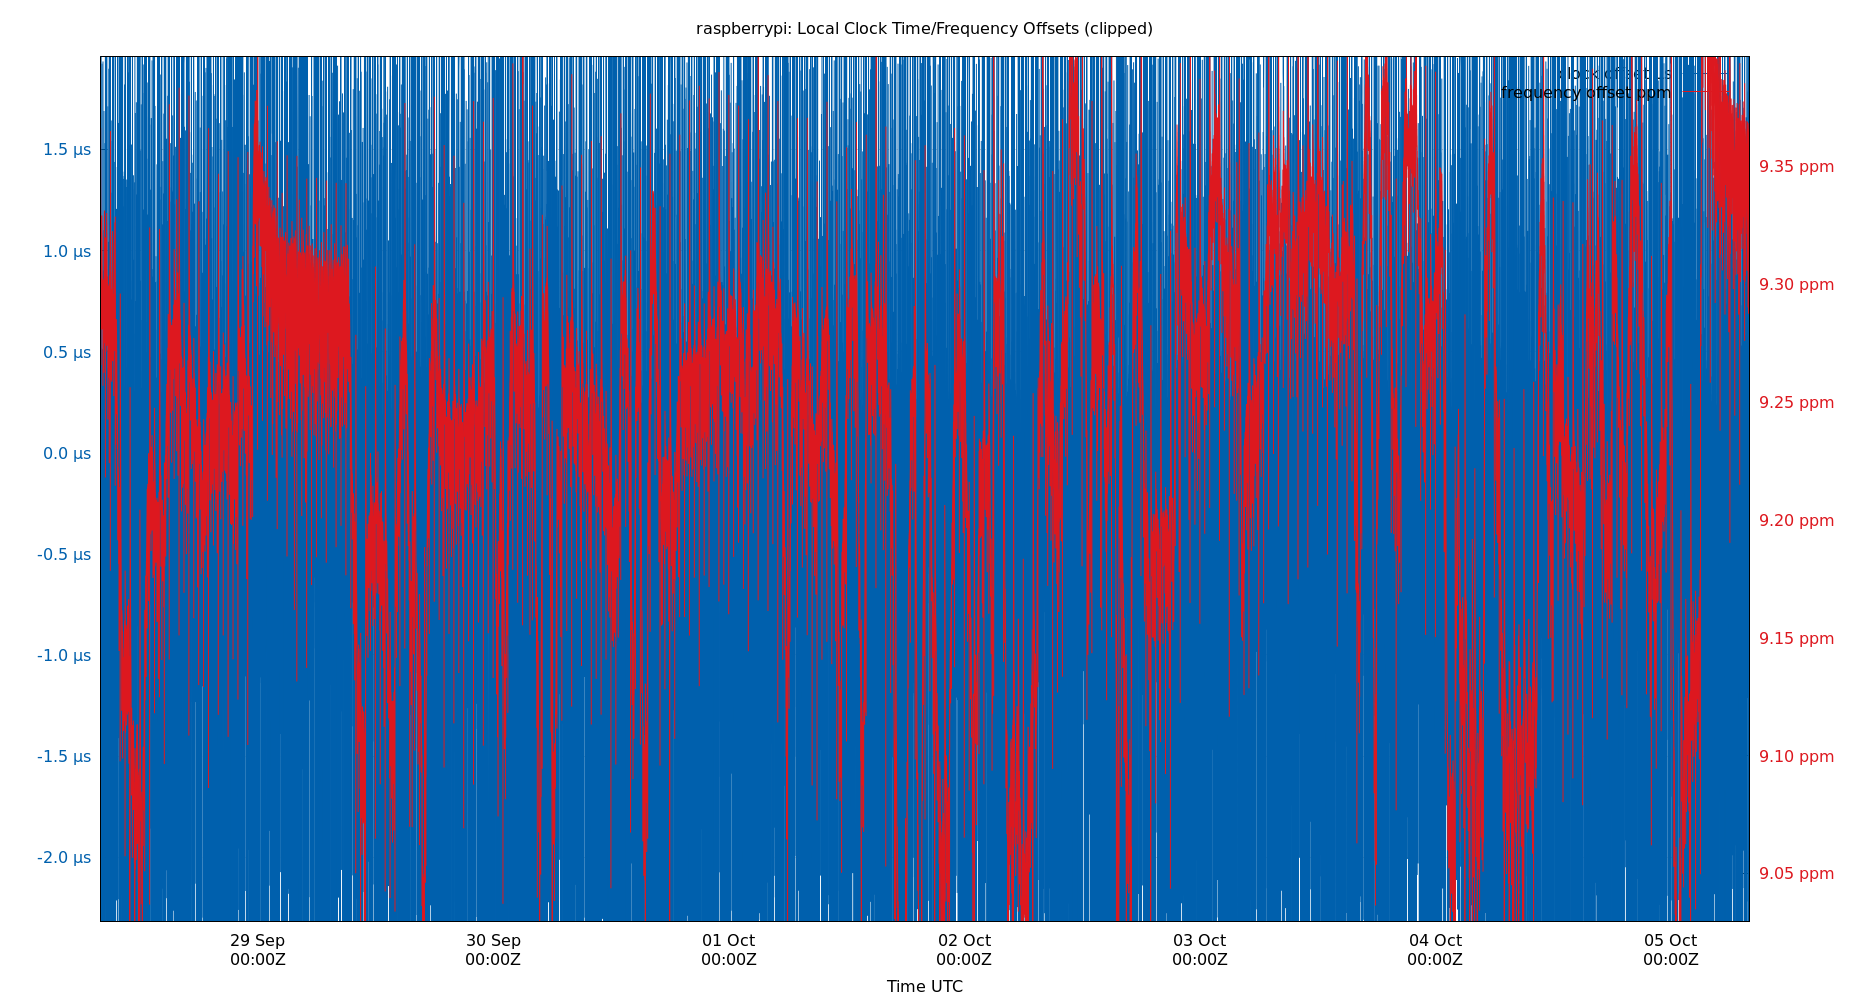 raspberrypi: Local Clock Time/Frequency Offsets (clipped)
clock offset µs
frequency offset ppm
1.5 µs
1.0 µs
0.5 µs
0.0 µs
-0.5 µs
-1.0 µs
-1.5 µs
-2.0 µs
9.35 ppm
9.30 ppm
9.25 ppm
9.20 ppm
9.15 ppm
9.10 ppm
9.05 ppm
29 Sep 30 Sep 01 Oct 02 Oct 03 Oct 04 Oct 05 Oct
00:00Z 00:00Z 00:00Z 00:00Z 00:00Z 00:00Z 00:00Z
Time UTC